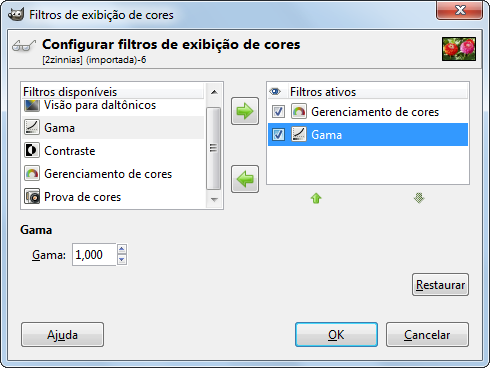 Filtros de exibição de cores
Configurar filtros de exibição de cores
[2zinnias] (importada)-6
Filtros disponíveis
Visão para daltônicos
Gama
Contraste
Gerenciamento de cores
Prova de cores
Filtros ativos
Gerenciamento de cores
Gama
Gama
Gama: 1,000
Restaurar
Ajuda
OK
Cancelar